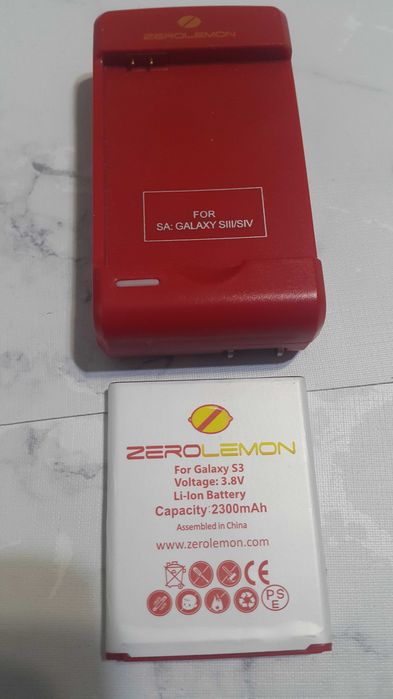 ZEROLEMON
FOR
SA: GALAXY SIII/SIV
ZEROLEMON
For Galaxy S3
Voltage: 3.8V
Li-Ion Battery
Capacity:2300mAh
Assembled in China
www.zerolemon.com
CE
PS
E